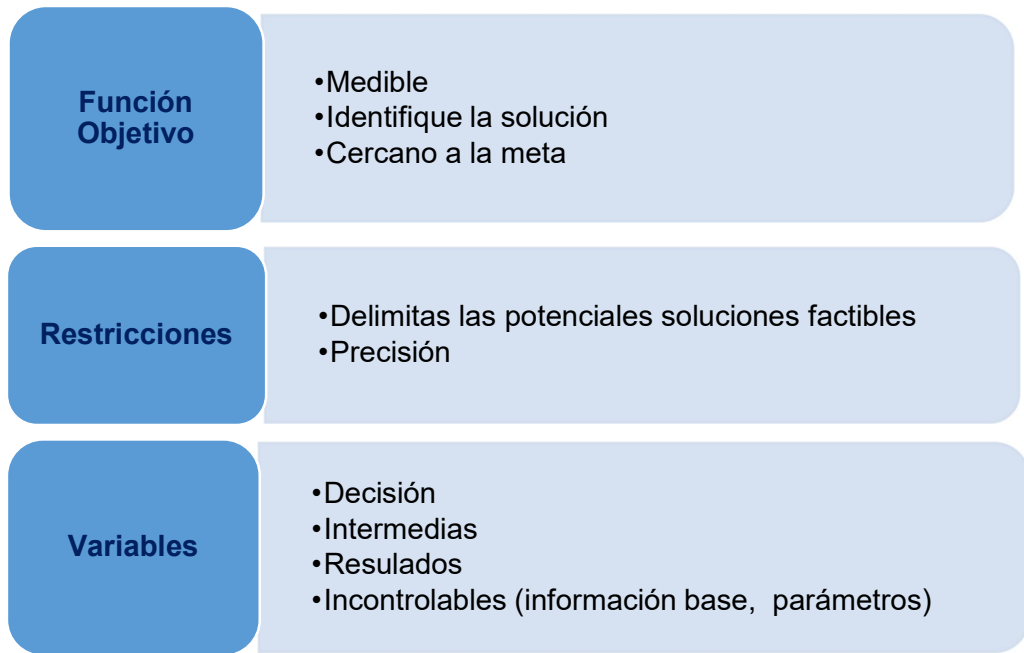 Función
Objetivo
•Medible
•Identifique la solución
•Cercano a la meta
Restricciones
•Delimitas las potenciales soluciones factibles
•Precisión
Variables
•Decisión
•Intermedias
•Resulados
•Incontrolables (información base, parámetros)